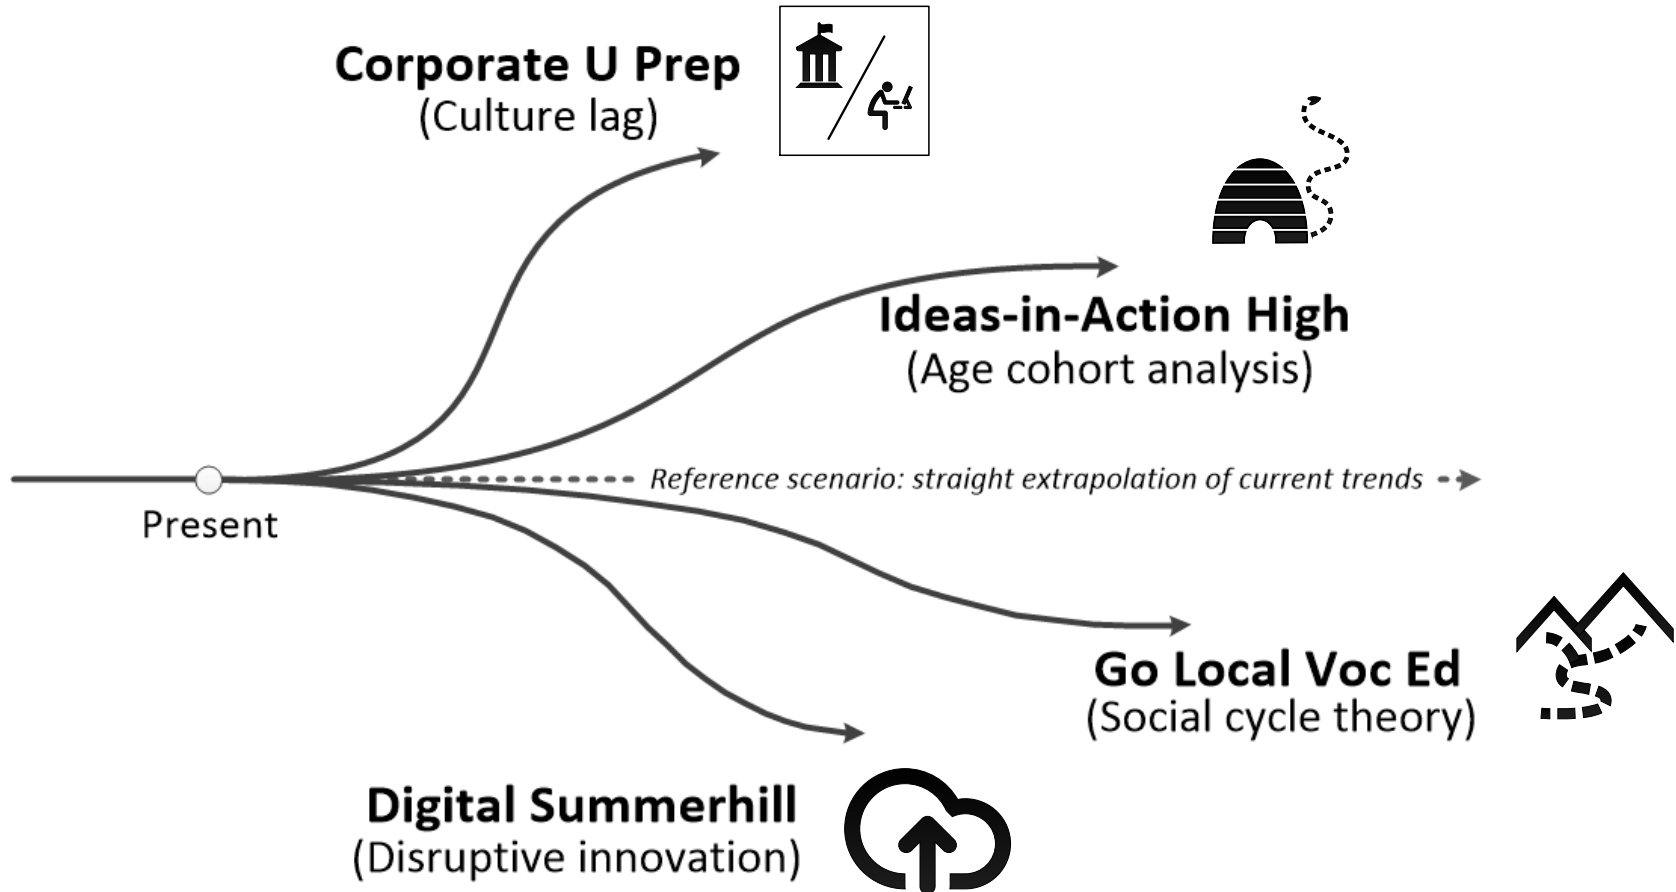 Corporate U Prep
(Culture lag)
Ideas-in-Action High
(Age cohort analysis)
Reference scenario: straight extrapolation of current trends
Present
Go Local Voc Ed
(Social cycle theory)
Digital Summerhill
(Disruptive innovation)